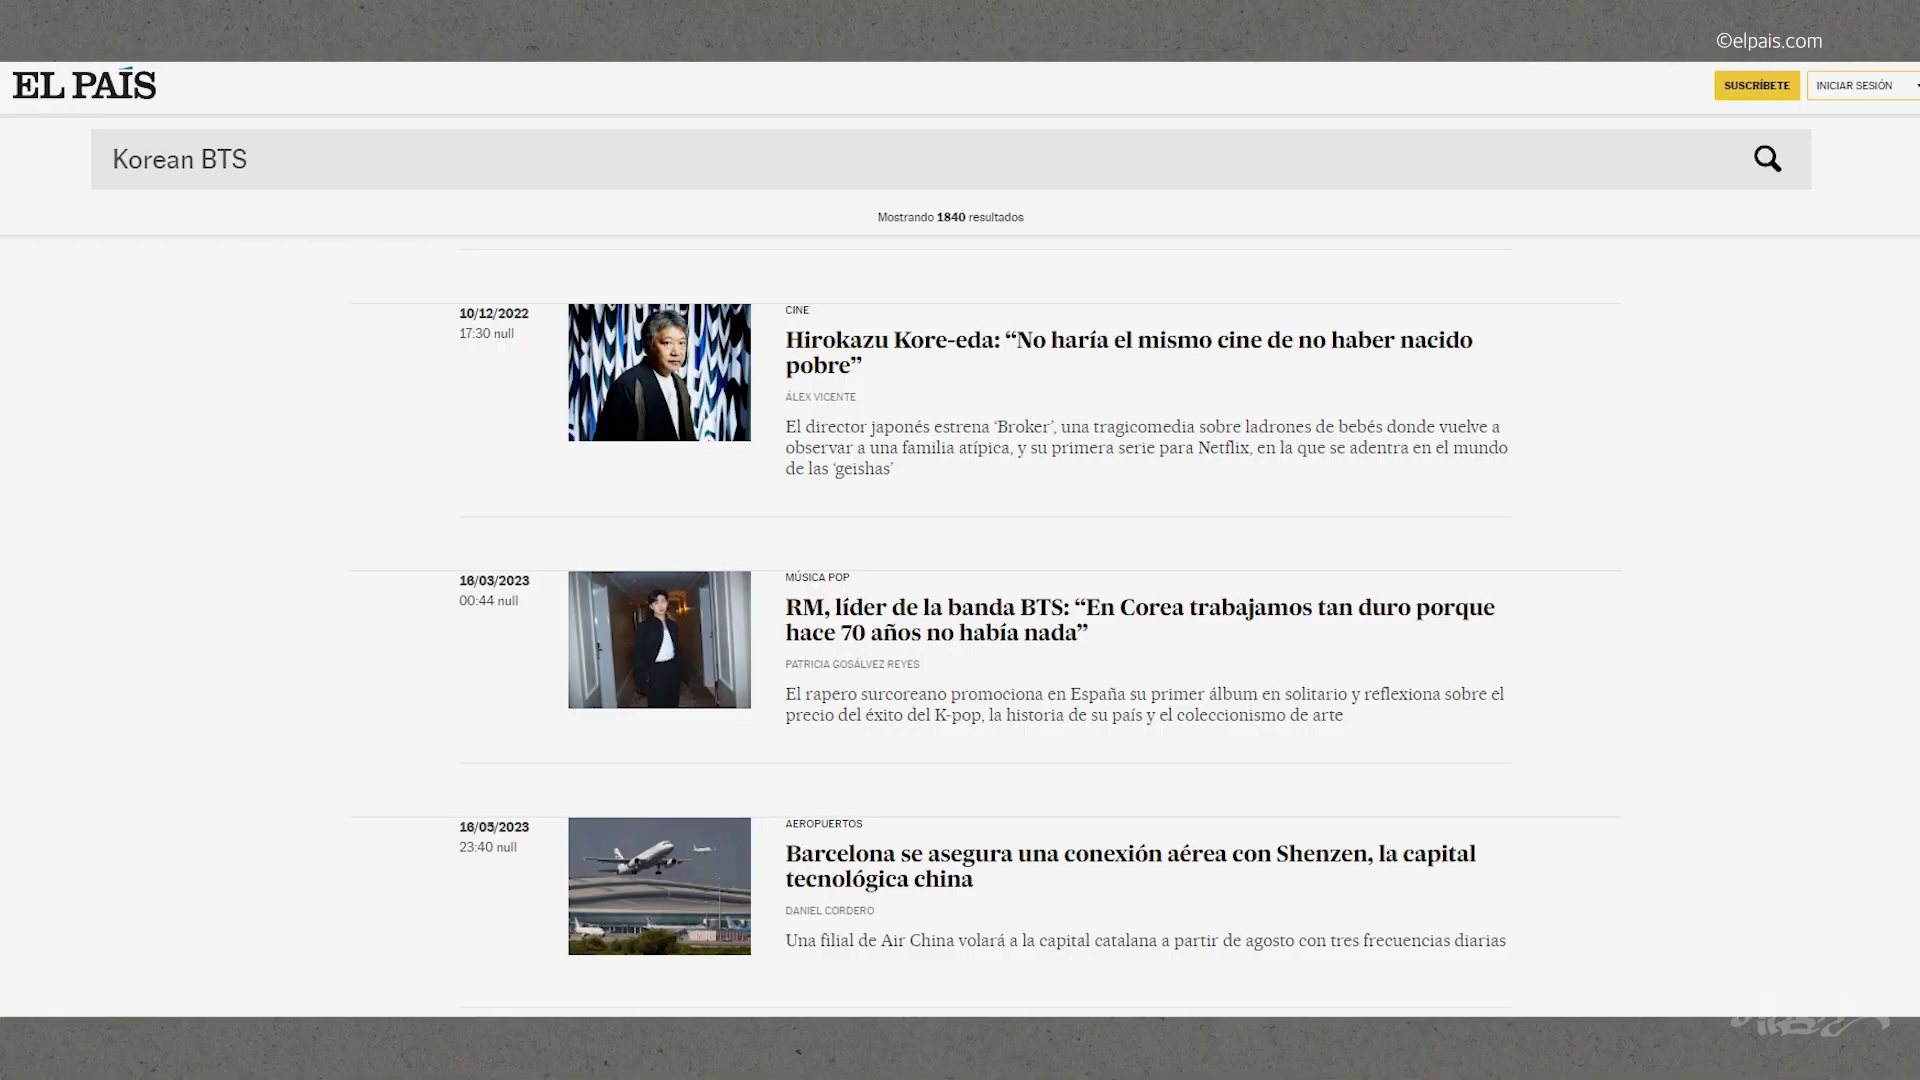 ©elpais.com
EL PAÍS
SUSCRÍBETE
INICIAR SESIÓN
Korean BTS
Mostrando 1840 resultados
10/12/2022
17:30 null
CINE
Hirokazu Kore-eda: “No haría el mismo cine de no haber nacido
pobre”
ÁLEX VICENTE
El director japonés estrena ‘Broker’, una tragicomedia sobre ladrones de bebés donde vuelve a
observar a una familia atípica, y su primera serie para Netflix, en la que se adentra en el mundo
de las ‘geishas’
16/03/2023
00:44 null
MÚSICA POP
RM, líder de la banda BTS: “En Corea trabajamos tan duro porque
hace 70 años no había nada”
PATRICIA GOSÁLVEZ REYES
El rapero surcoreano promociona en España su primer álbum en solitario y reflexiona sobre el
precio del éxito del K-pop, la historia de su país y el coleccionismo de arte
16/05/2023
23:40 null
AEROPUERTOS
Barcelona se asegura una conexión aérea con Shenzen, la capital
tecnológica china
DANIEL CORDERO
Una filial de Air China volará a la capital catalana a partir de agosto con tres frecuencias diarias